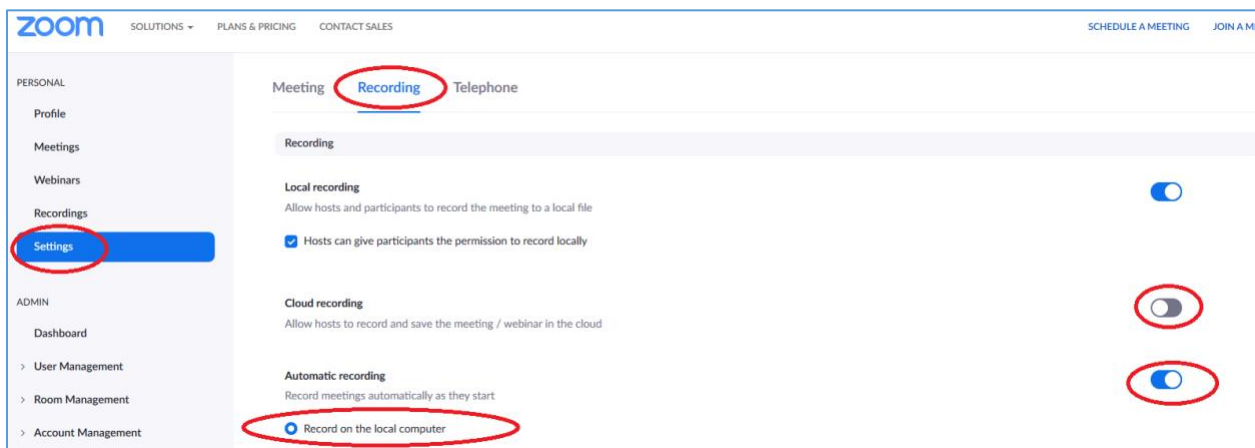 zoom SOLUTIONS PLANS & PRICING CONTACT SALES SCHEDULE A MEETING JOIN A M
PERSONAL
Profile
Meetings
Webinars
Recordings
Settings
ADMIN
Dashboard
> User Management
> Room Management
> Account Management
Meeting Recording Telephone
Recording
Local recording
Allow hosts and participants to record the meeting to a local file
Hosts can give participants the permission to record locally
Cloud recording
Allow hosts to record and save the meeting / webinar in the cloud
Automatic recording
Record meetings automatically as they start
Record on the local computer